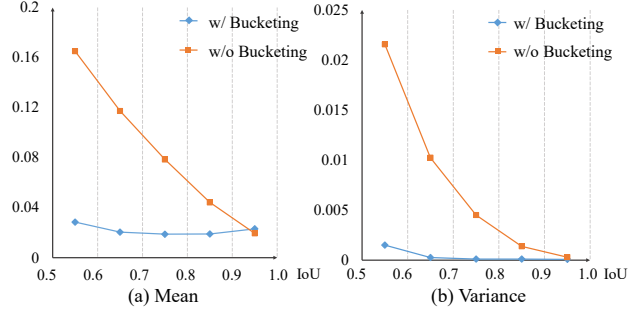 0.2
0.16
0.12
0.08
0.04
0
0.5 0.6 0.7 0.8 0.9 1.0 IoU
w/ Bucketing
w/o Bucketing
(a) Mean
0.025
0.02
0.015
0.01
0.005
0
0.5 0.6 0.7 0.8 0.9 1.0 IoU
w/ Bucketing
w/o Bucketing
(b) Variance